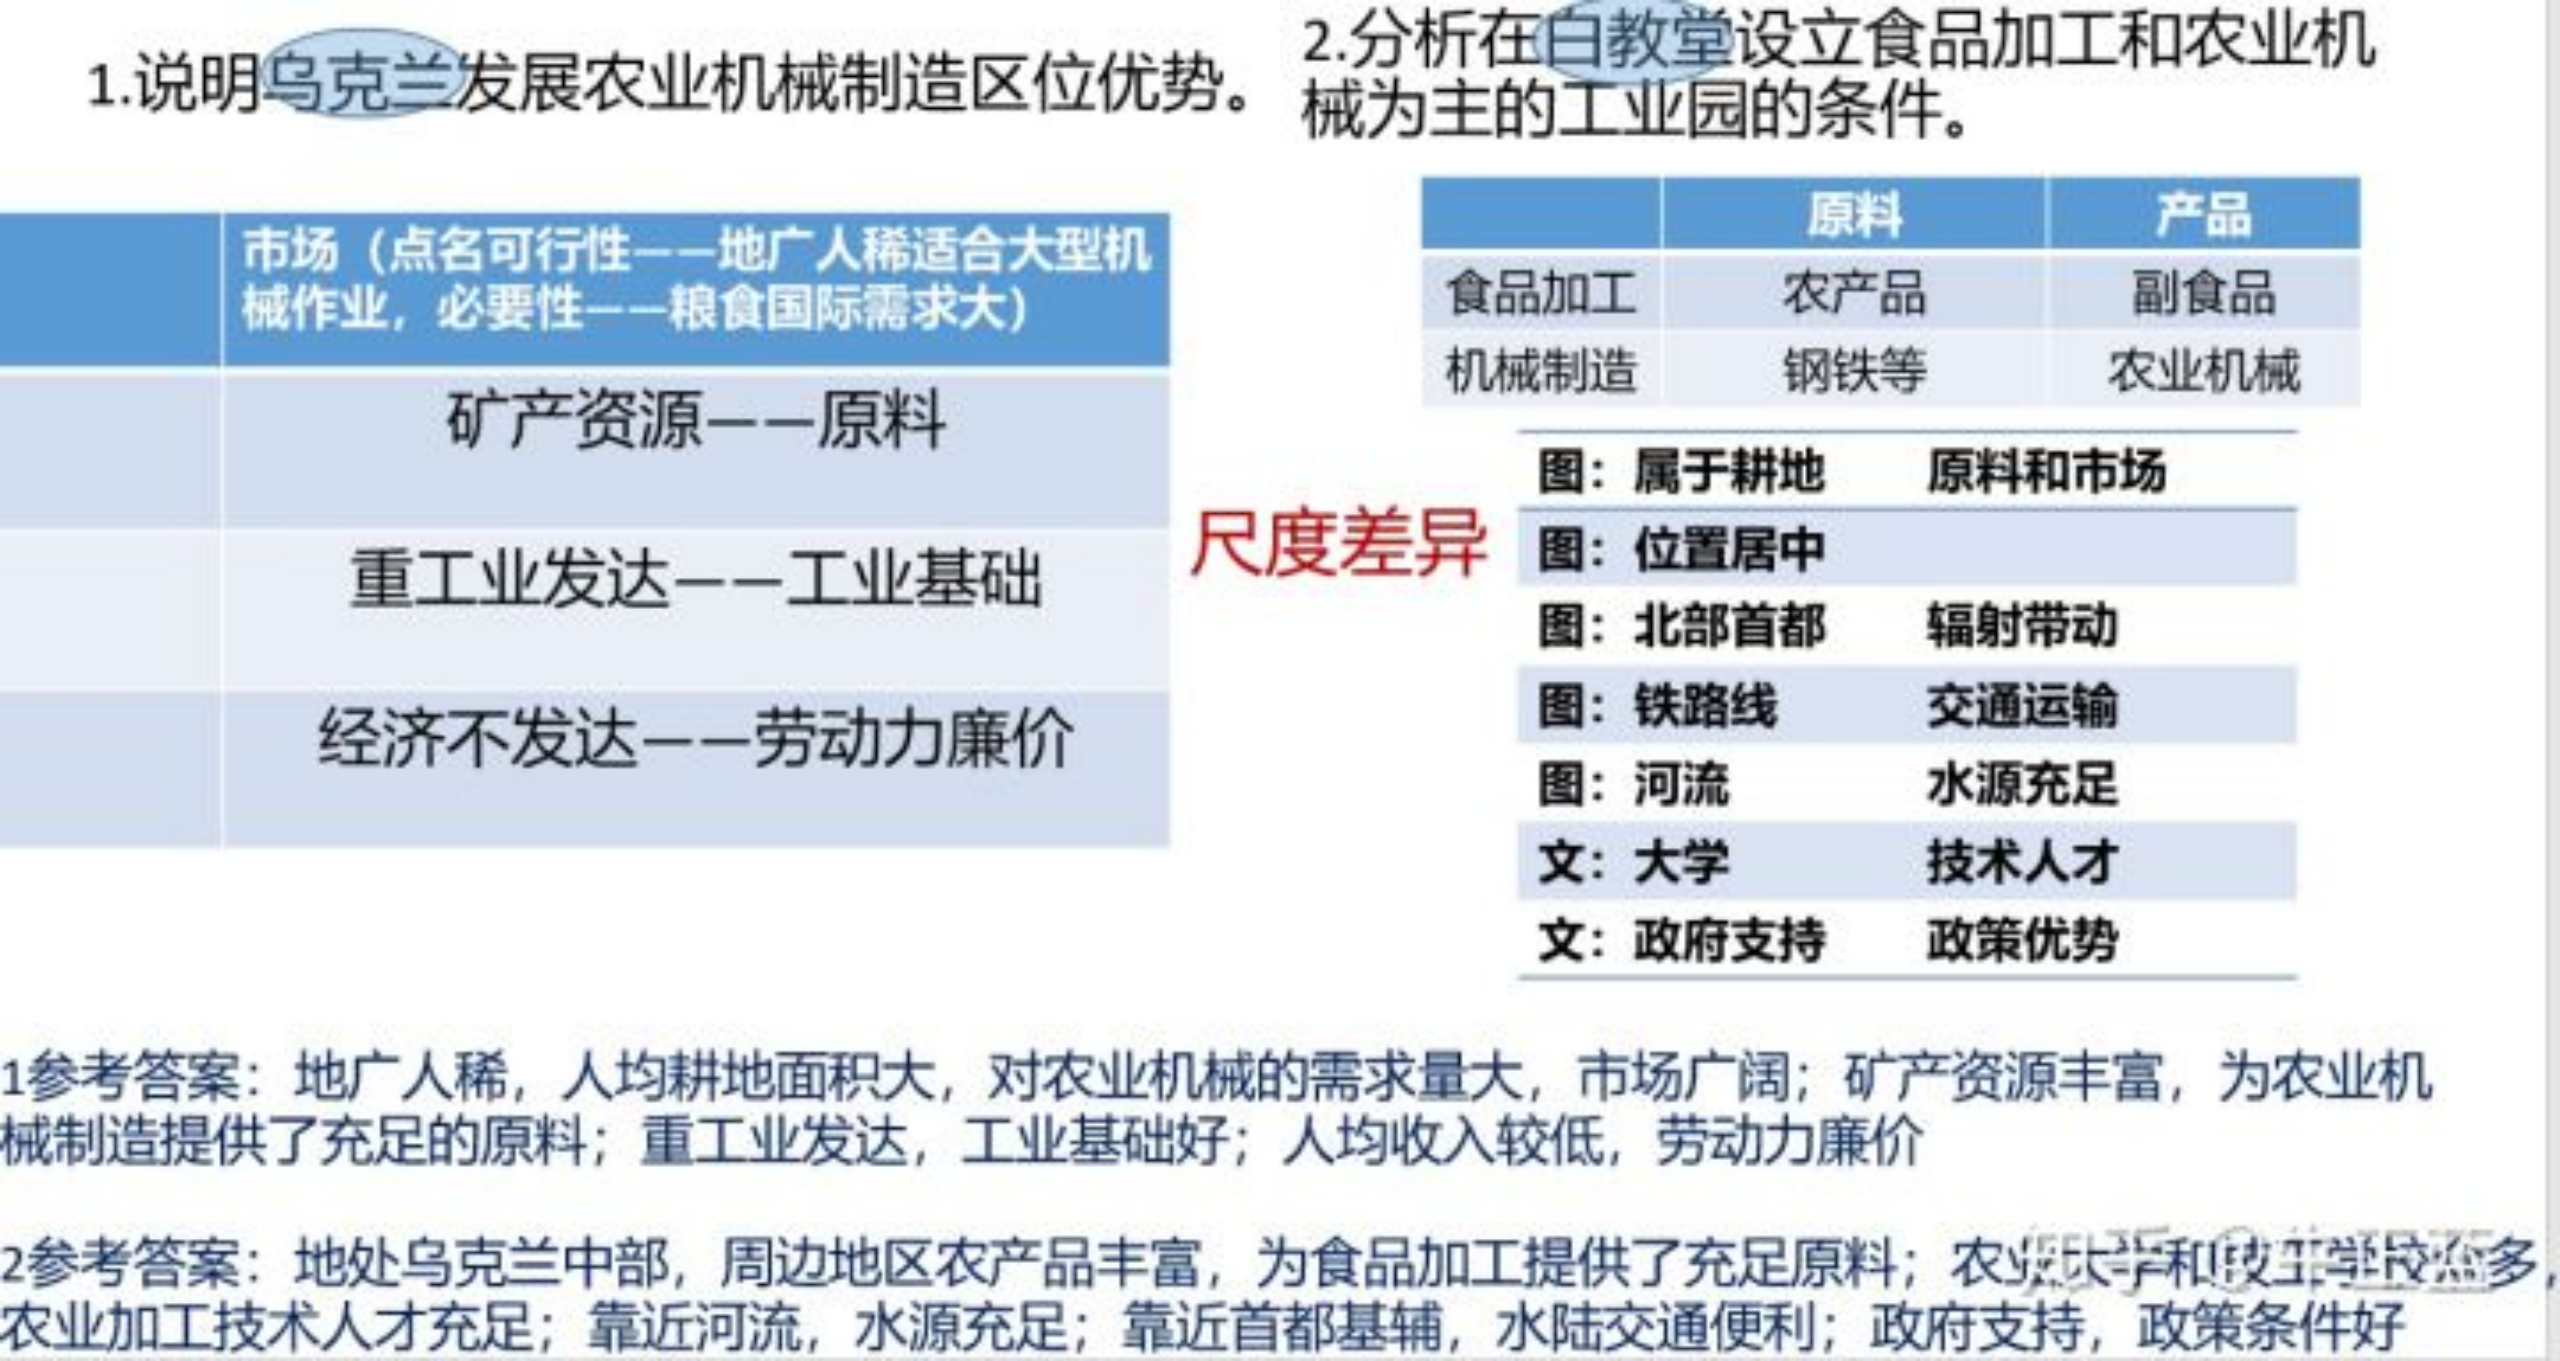 1.说明乌克兰发展农业机械制造区位优势。
市场（点名可行性——地广人稀适合大型机
械作业，必要性——粮食国际需求大）
矿产资源——原料
重工业发达——工业基础
经济不发达——劳动力廉价
尺度差异
2.分析在白教堂设立食品加工和农业机
械为主的工业园的条件。
原料 产品
食品加工 农产品 副食品
机械制造 钢铁等 农业机械
图：属于耕地 原料和市场
图：位置居中
图：北部首都 辐射带动
图：铁路线 交通运输
图：河流 水源充足
文：大学 技术人才
文：政府支持 政策优势
1参考答案：地广人稀，人均耕地面积大，对农业机械的需求量大，市场广阔；矿产资源丰富，为农业机
械制造提供了充足的原料；重工业发达，工业基础好；人均收入较低，劳动力廉价
2参考答案：地处乌克兰中部，周边地区农产品丰富，为食品加工提供了充足原料；农业大学和技工学校众多，
农业加工技术人才充足；靠近河流，水源充足；靠近首都基辅，水陆交通便利；政府支持，政策条件好
知乎